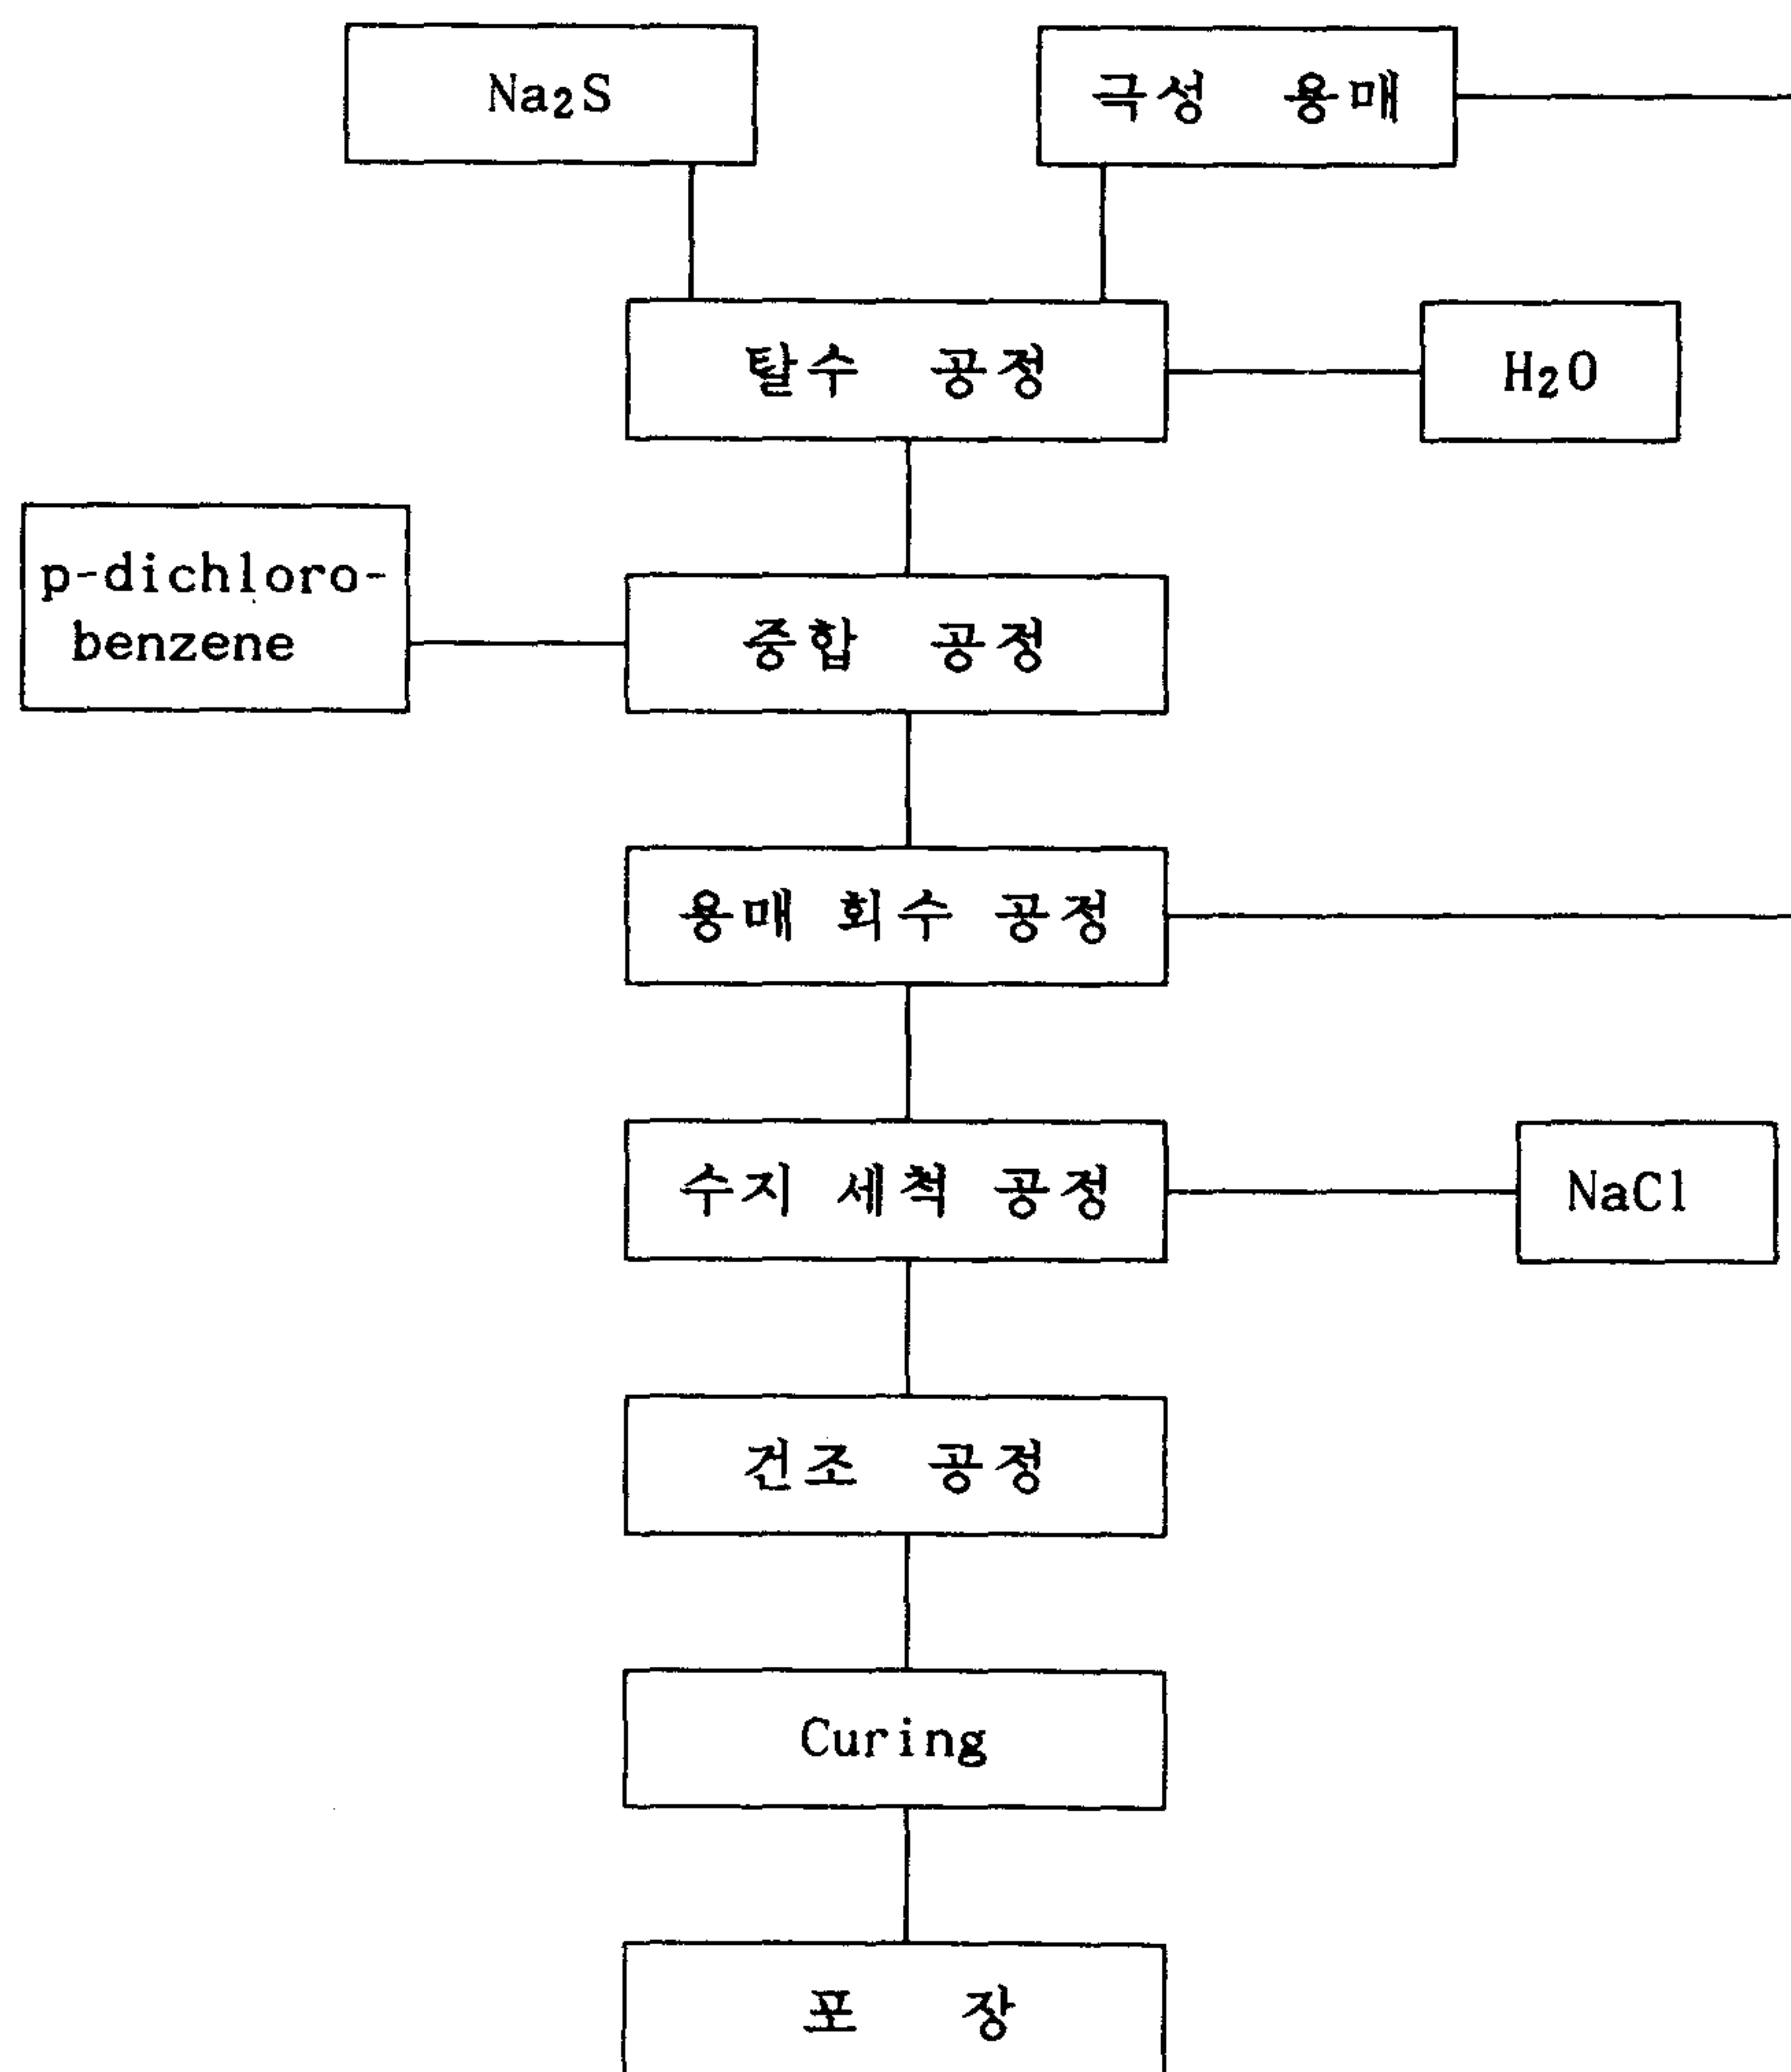 Na₂S
극성 용매
탈수 공정
H₂O
p-dichloro-
benzene
중합 공정
용매 회수 공정
수지 세척 공정
NaCl
건조 공정
Curing
포 장